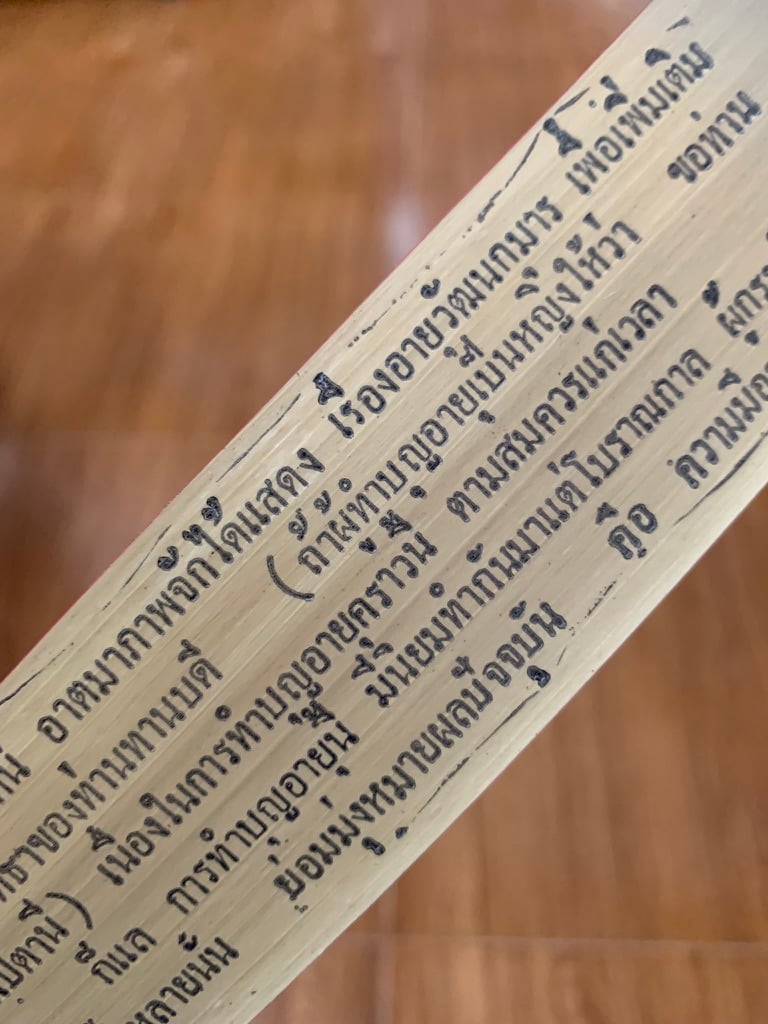 อาตมาภาพจักได้แสดง เรื่องอายุวัฒนกุมาร เพื่อเพิ่มเติม
ของท่านทานบดี (ถ้าผู้ทำบุญอายุเป็นหญิงให้ว่า ขอท่าน
) เนื่องในการทำบุญอายุคราวนี้ ตามสมควรแก่เวลา
ก็แล การทำบุญอายุนี้ มีนิยมทำกันมาแต่โบราณกาล
นั้น ย่อมมุ่งหมายผลปัจจุบัน คือ